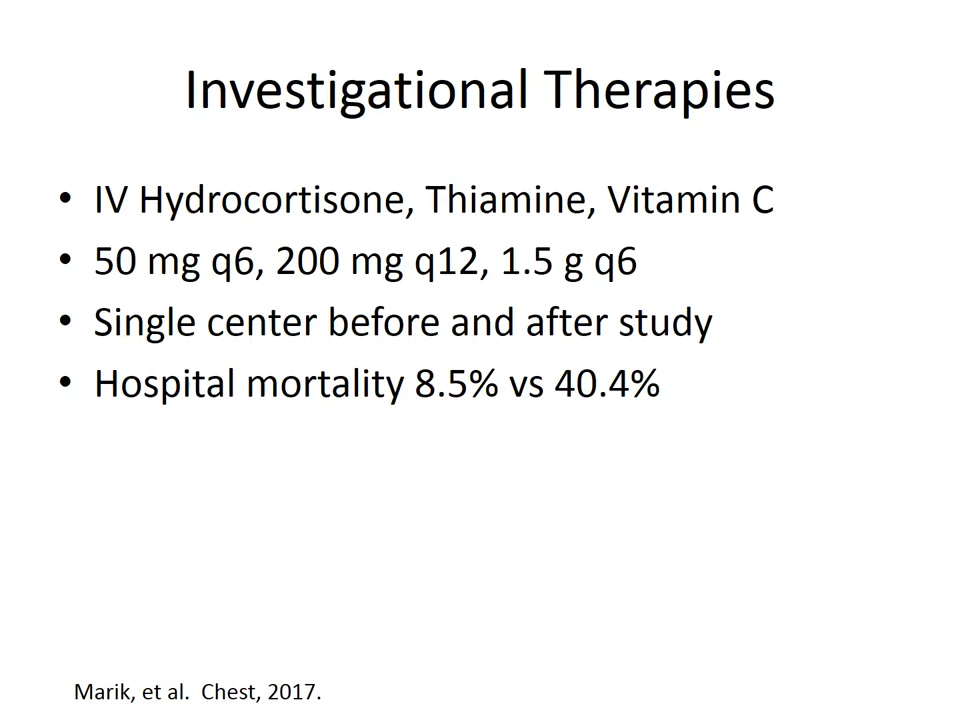 Investigational Therapies
• IV Hydrocortisone, Thiamine, Vitamin C
• 50 mg q6, 200 mg q12, 1.5 g q6
• Single center before and after study
• Hospital mortality 8.5% vs 40.4%
Marik, et al.  Chest, 2017.